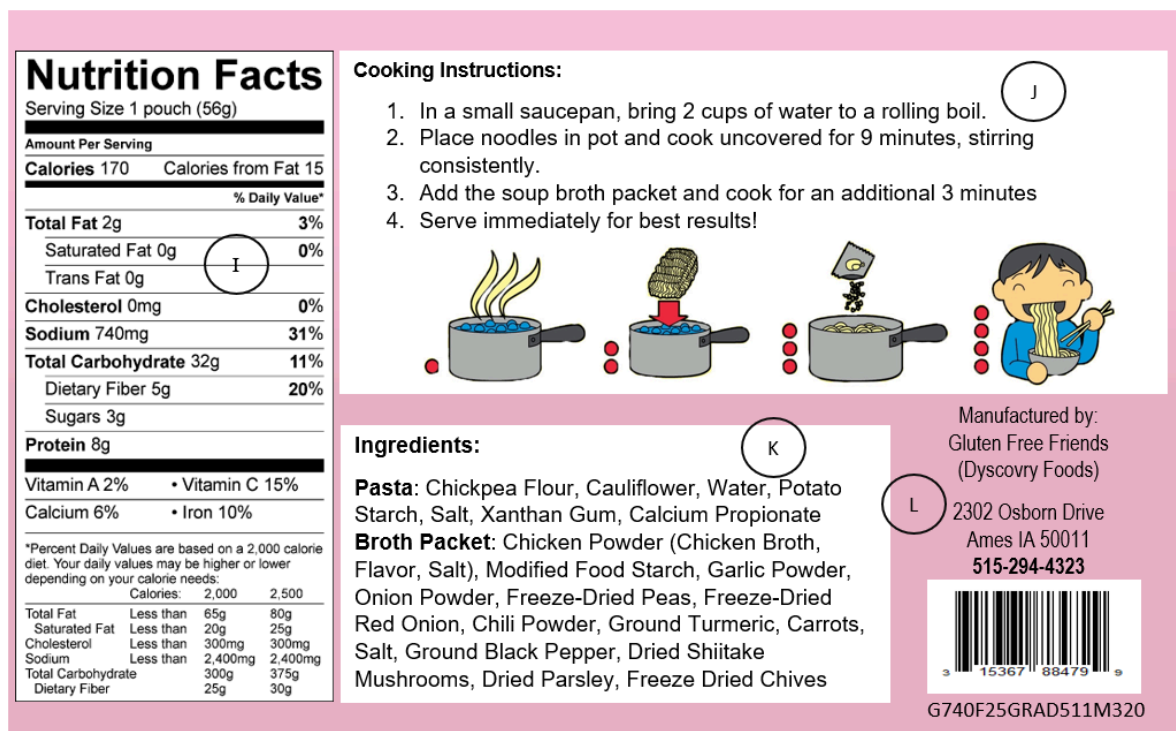 Nutrition Facts
Serving Size 1 pouch (56g)
Amount Per Serving
Calories 170 Calories from Fat 15
% Daily Value*
Total Fat 2g 3%
Saturated Fat 0g 0%
Trans Fat 0g
I
Cholesterol 0mg 0%
Sodium 740mg 31%
Total Carbohydrate 32g 11%
Dietary Fiber 5g 20%
Sugars 3g
Protein 8g
Vitamin A 2% • Vitamin C 15%
Calcium 6% • Iron 10%
*Percent Daily Values are based on a 2,000 calorie
diet. Your daily values may be higher or lower
depending on your calorie needs:
Calories: 2,000 2,500
Total Fat Less than 65g 80g
Saturated Fat Less than 20g 25g
Cholesterol Less than 300mg 300mg
Sodium Less than 2,400mg 2,400mg
Total Carbohydrate 300g 375g
Dietary Fiber 25g 30g
Cooking Instructions:
J
1. In a small saucepan, bring 2 cups of water to a rolling boil.
2. Place noodles in pot and cook uncovered for 9 minutes, stirring
consistently.
3. Add the soup broth packet and cook for an additional 3 minutes
4. Serve immediately for best results!
Ingredients:
K
Pasta: Chickpea Flour, Cauliflower, Water, Potato
Starch, Salt, Xanthan Gum, Calcium Propionate
Broth Packet: Chicken Powder (Chicken Broth,
Flavor, Salt), Modified Food Starch, Garlic Powder,
Onion Powder, Freeze-Dried Peas, Freeze-Dried
Red Onion, Chili Powder, Ground Turmeric, Carrots,
Salt, Ground Black Pepper, Dried Shiitake
Mushrooms, Dried Parsley, Freeze Dried Chives
Manufactured by:
Gluten Free Friends
(Dyscovry Foods)
L
2302 Osborn Drive
Ames IA 50011
515-294-4323
3 15367 88479 9
G740F25GRAD511M320